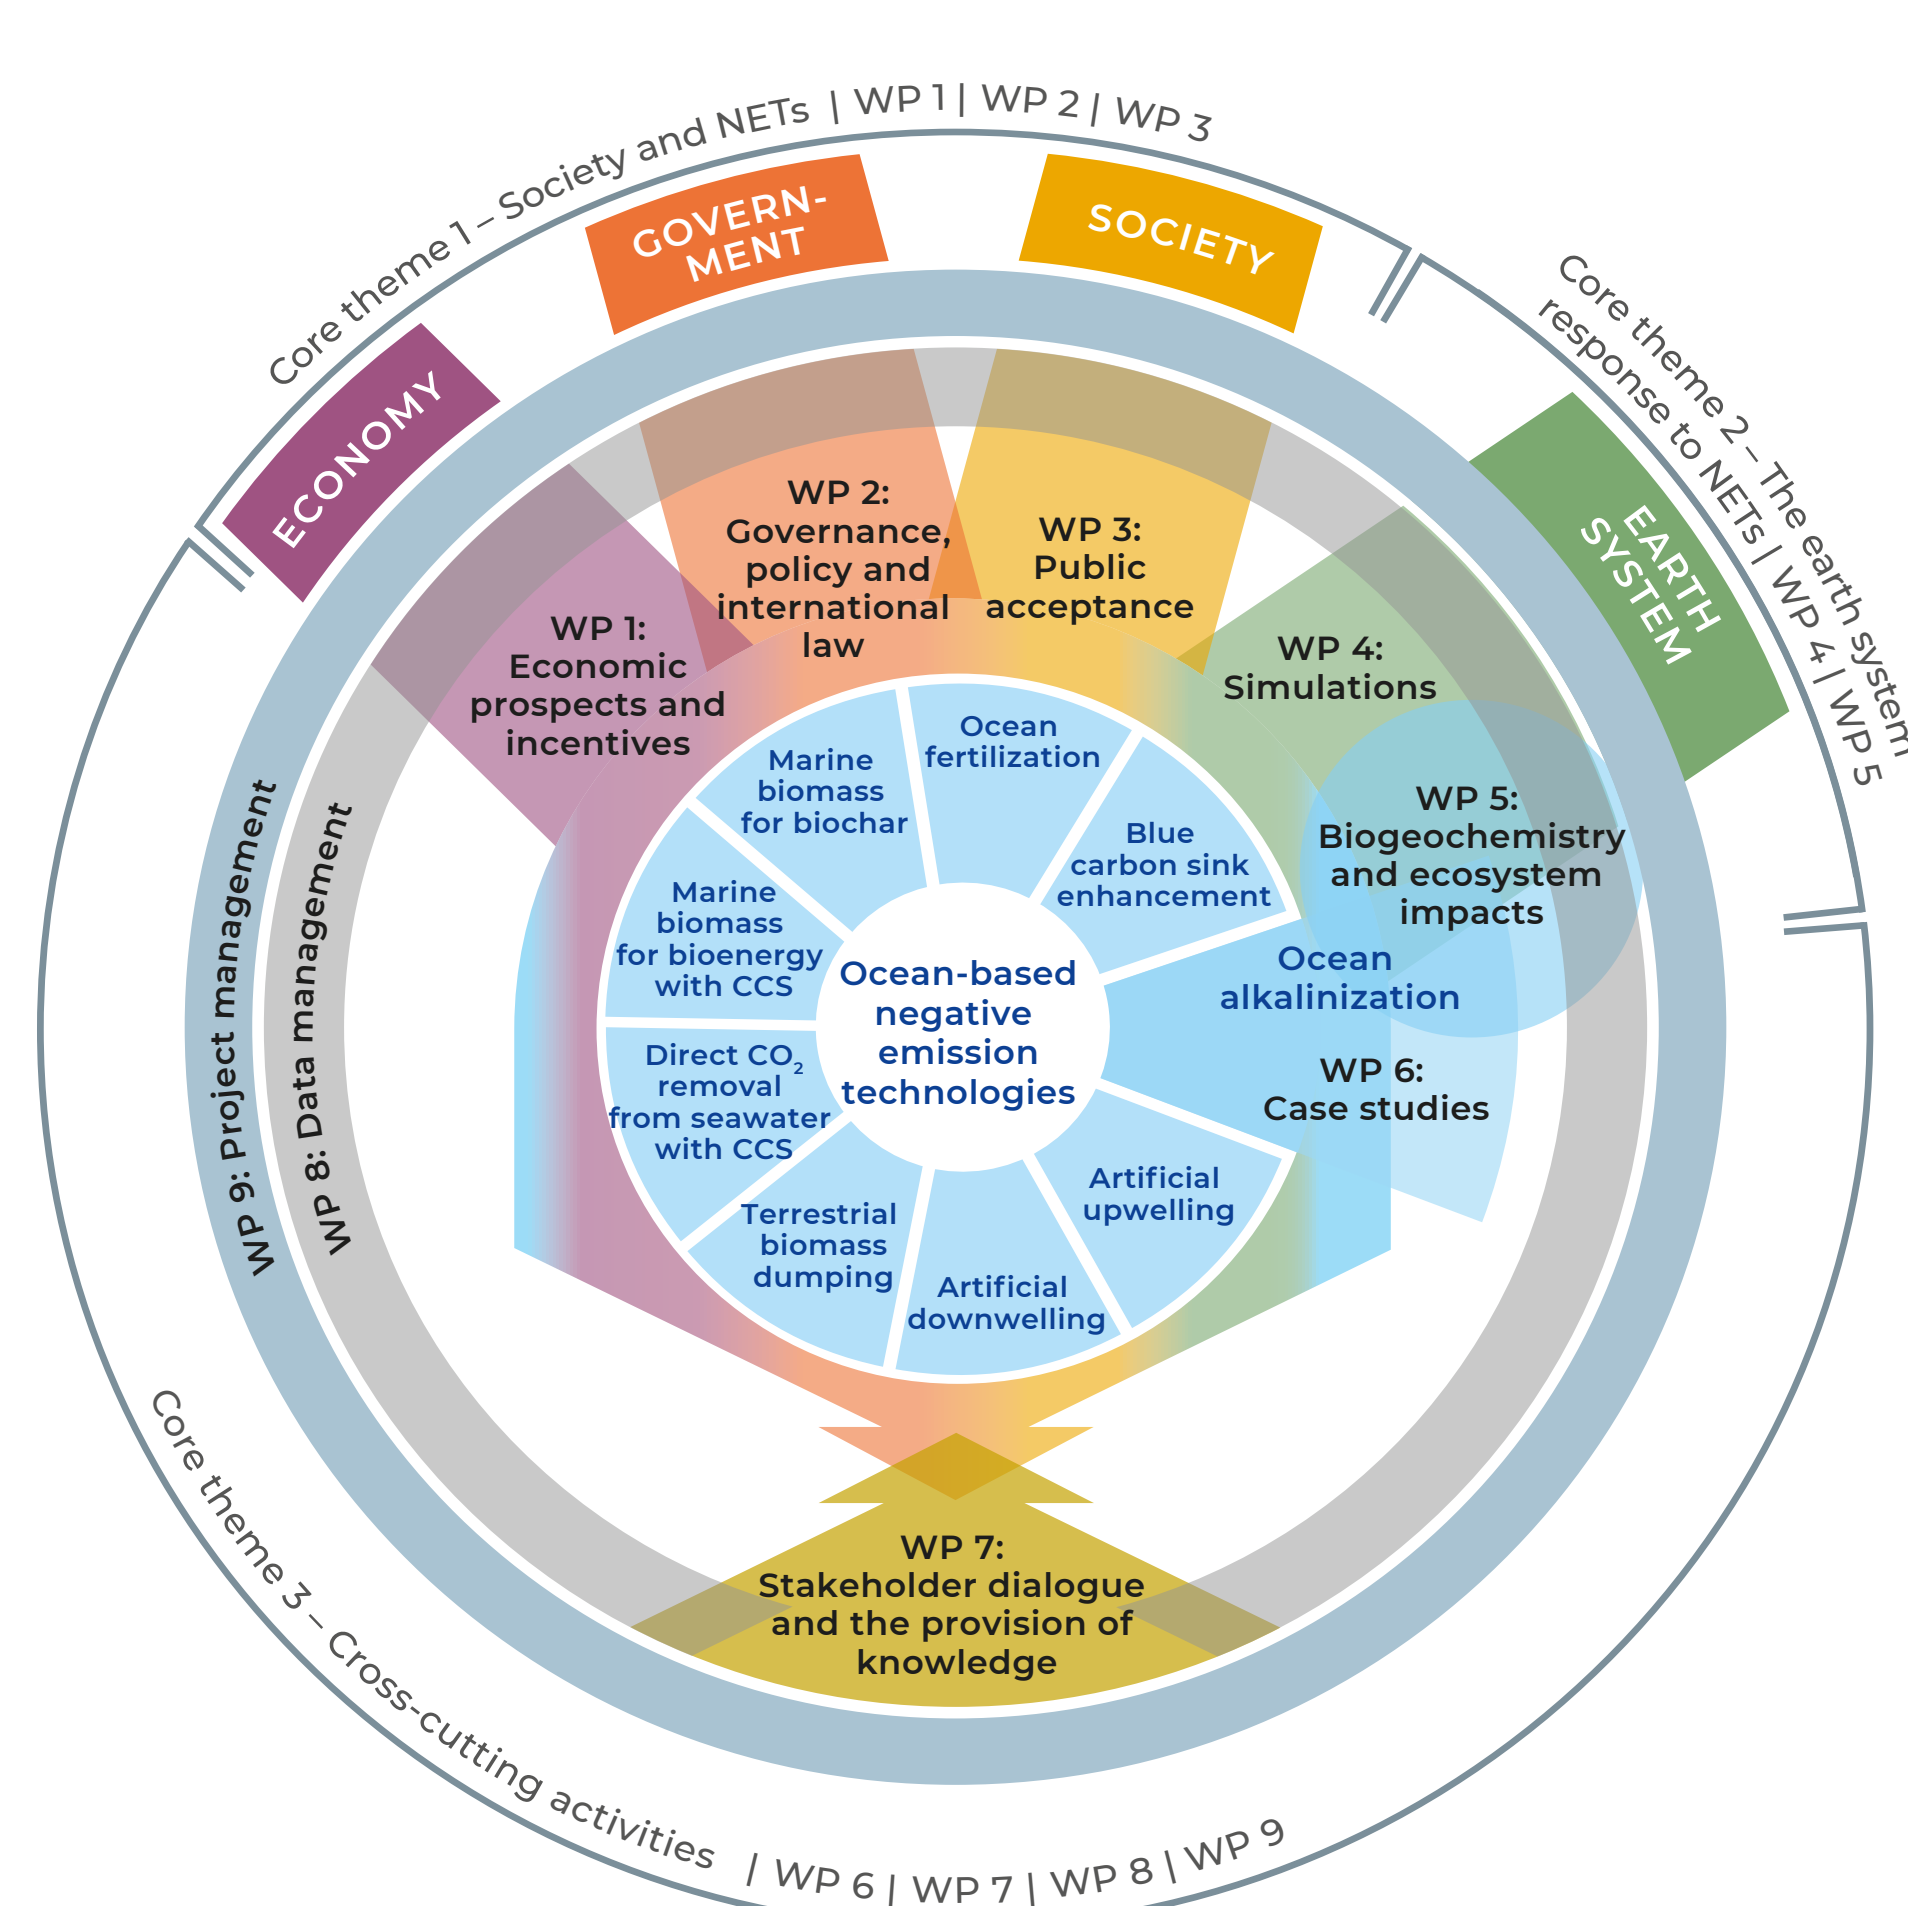 Core theme 1 – Society and NETs | WP 1 | WP 2 | WP 3
Core theme 2 – The earth system
response to NETs | WP 4 | WP 5
ECONOMY
GOVERN-
MENT
SOCIETY
EARTH
SYSTEM
WP 1:
Economic
prospects and
incentives
WP 2:
Governance,
policy and
international
law
WP 3:
Public
acceptance
WP 4:
Simulations
WP 5:
Biogeochemistry
and ecosystem
impacts
Ocean
alkalinization
WP 6:
Case studies
Ocean
fertilization
Blue
carbon sink
enhancement
Marine
biomass
for biochar
Marine
biomass
for bioenergy
with CCS
Direct CO₂
removal
from seawater
with CCS
Terrestrial
biomass
dumping
Artificial
downwelling
Artificial
upwelling
Ocean-based
negative
emission
technologies
WP 7:
Stakeholder dialogue
and the provision of
knowledge
WP 8: Data management
WP 9: Project management
Core theme 3 – Cross-cutting activities | WP 6 | WP 7 | WP 8 | WP 9